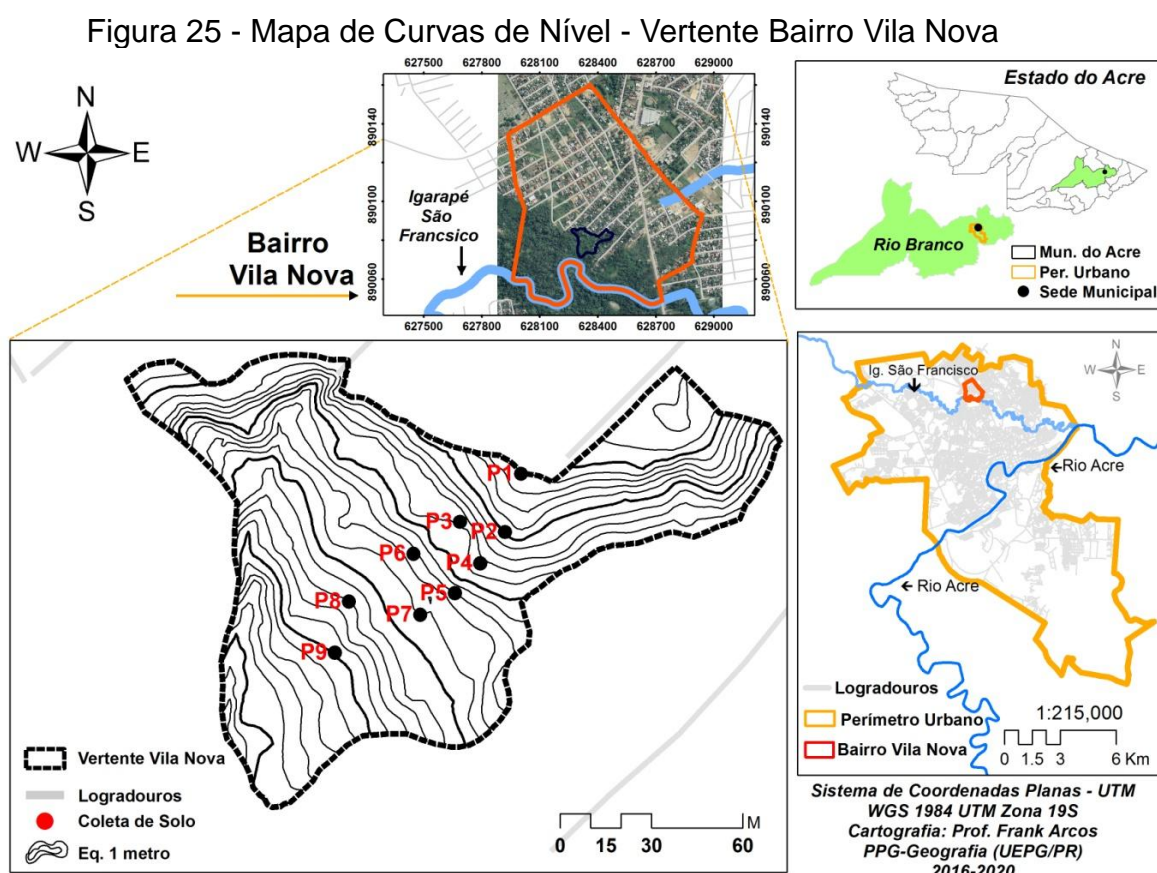 Figura 25 - Mapa de Curvas de Nível - Vertente Bairro Vila Nova
N
W E
S
627500 627800 628100 628400 628700 629000
890140
890100
890060
890140
890100
890060
627500 627800 628100 628400 628700 629000
Igarapé
São
Francsico
Bairro
Vila Nova
Estado do Acre
Rio Branco
Mun. do Acre
Per. Urbano
Sede Municipal
P1
P2
P3
P4
P5
P6
P7
P8
P9
Vertente Vila Nova
Logradouros
Coleta de Solo
Eq. 1 metro
M
0 15 30 60
N
W E
S
Ig. São Francisco
Rio Acre
Rio Acre
Logradouros
Perímetro Urbano
Bairro Vila Nova
1:215,000
0 1.5 3 6 Km
Sistema de Coordenadas Planas - UTM
WGS 1984 UTM Zona 19S
Cartografia: Prof. Frank Arcos
PPG-Geografia (UEPG/PR)
2016-2020